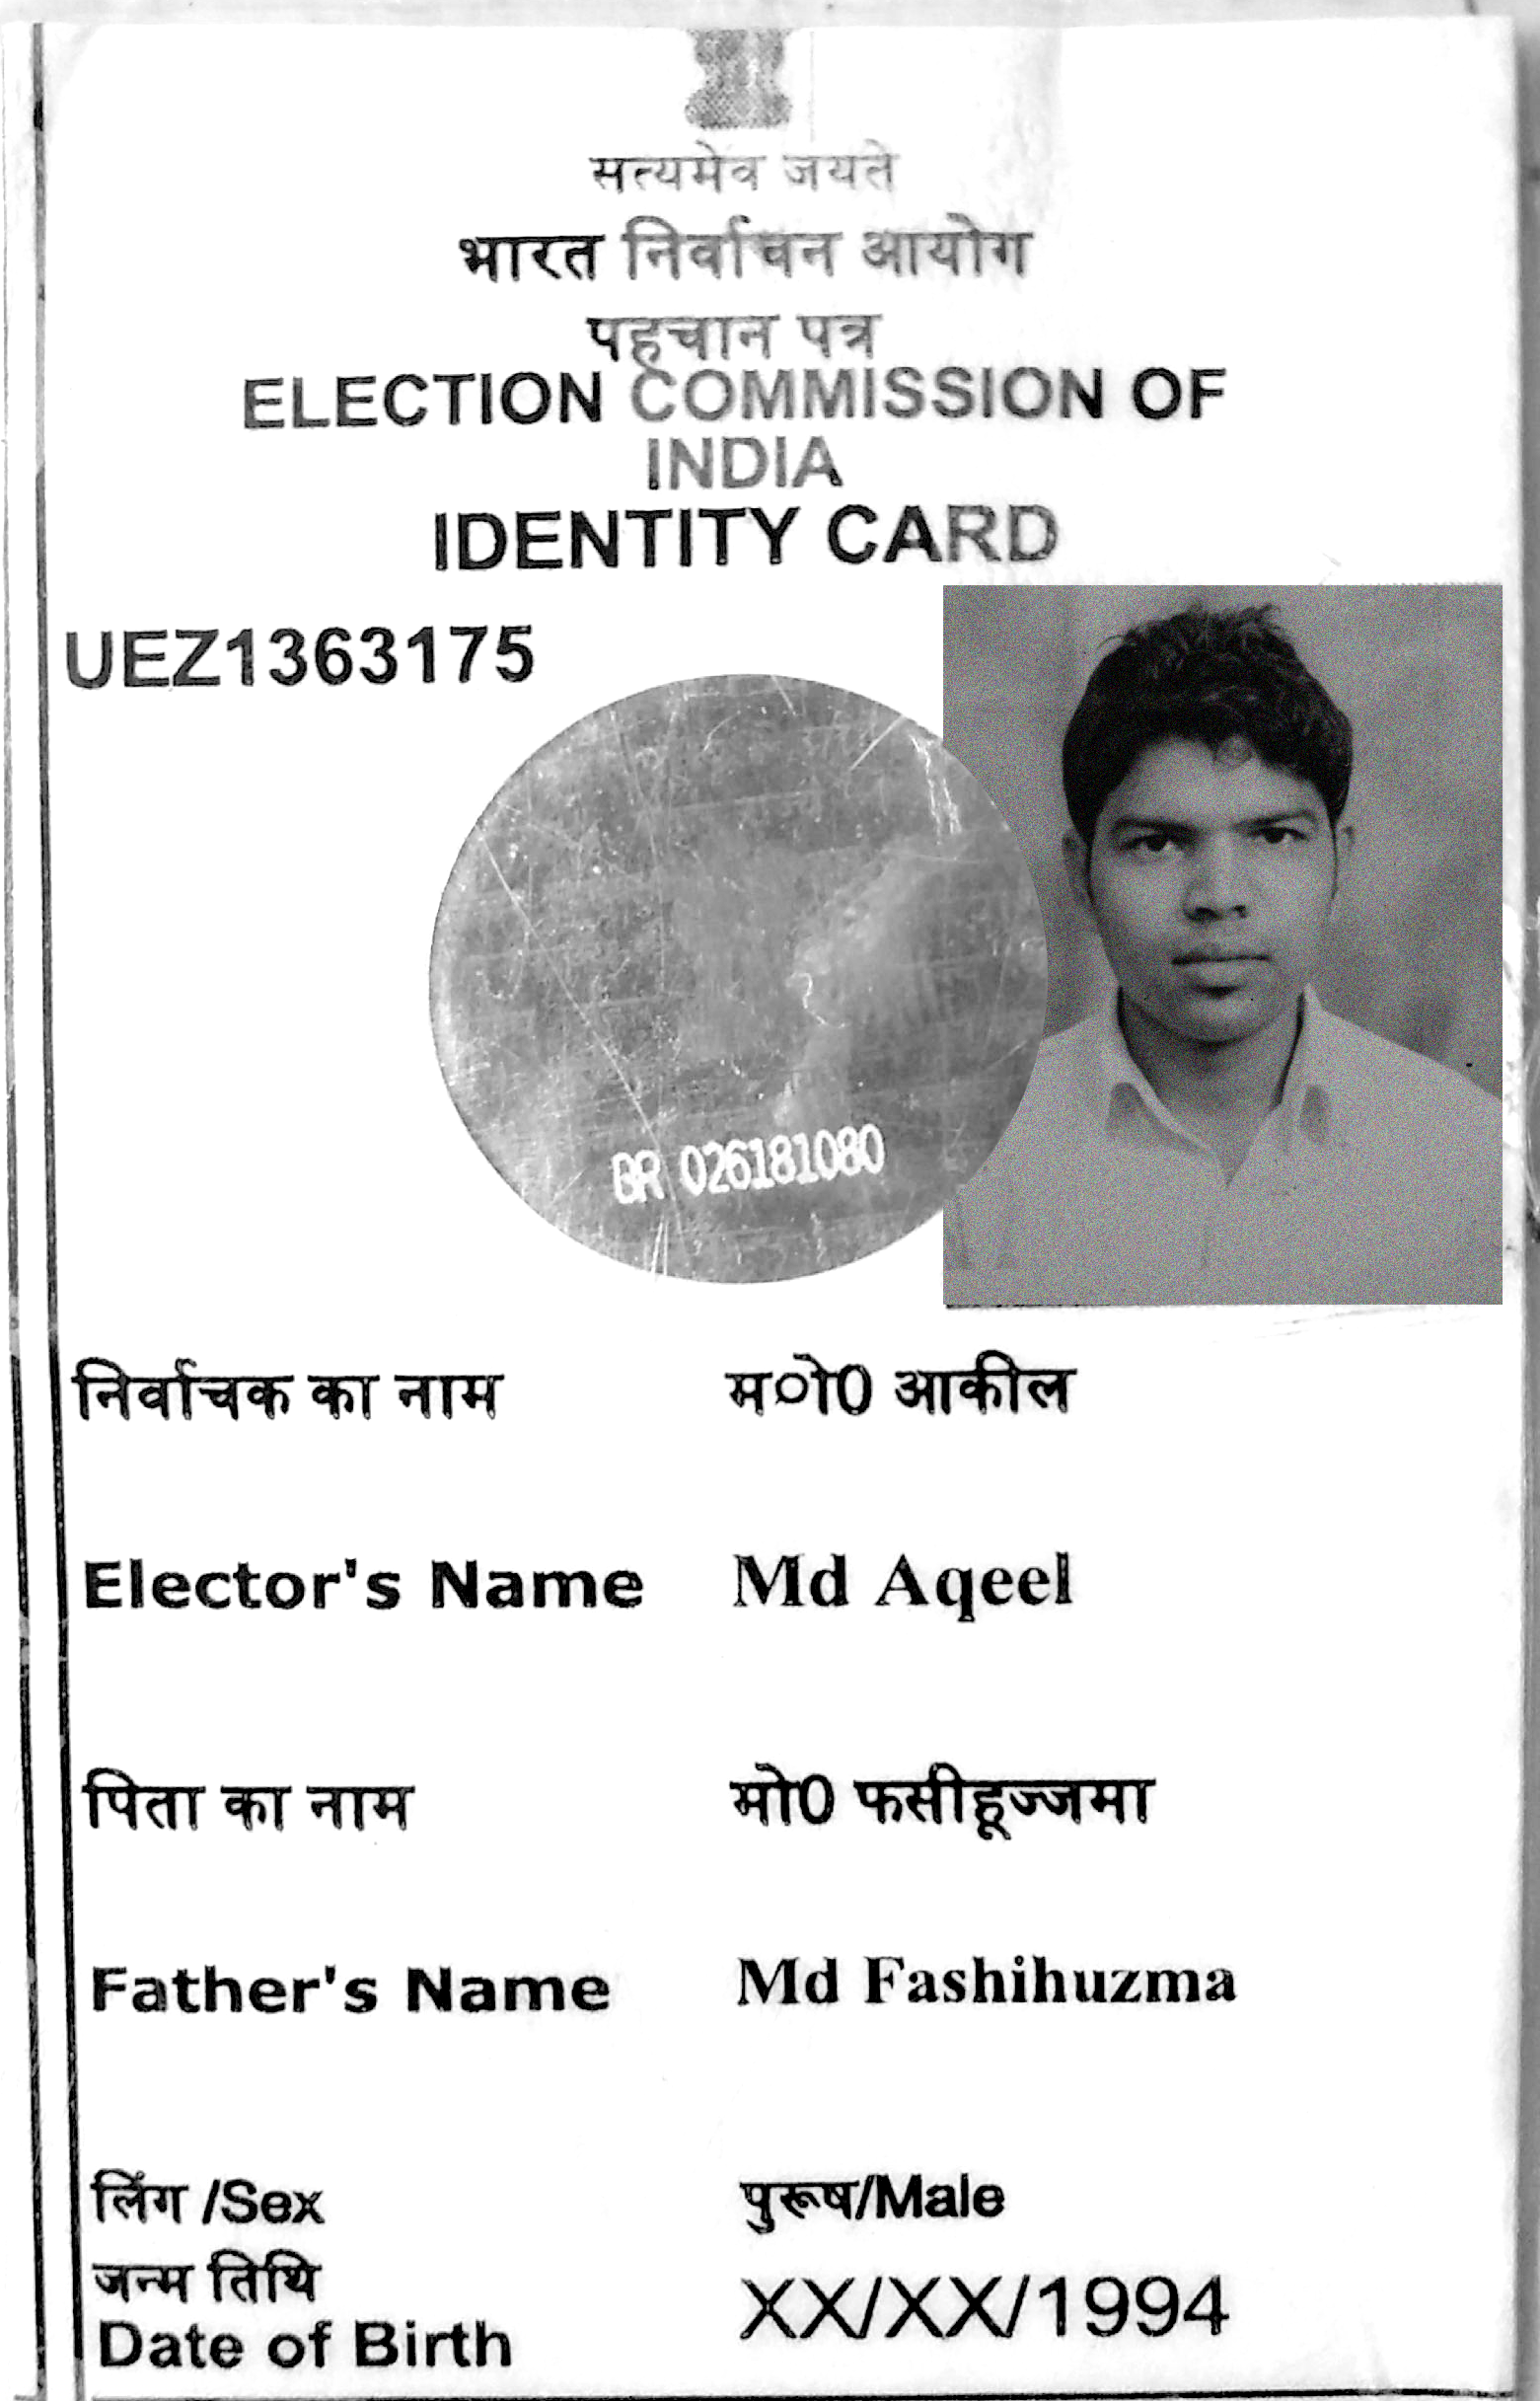 सत्यमेव जयते
भारत निर्वाचन आयोग
पहचान पत्र
ELECTION COMMISSION OF
INDIA
IDENTITY CARD
UEZ1363175
BR 026181080
निर्वाचक का नाम म०ो0 आकील
Elector's Name Md Aqeel
पिता का नाम मो0 फसीहूज्जमा
Father's Name Md Fashihuzma
लिंग /Sex पुरूष/Male
जन्म तिथि
Date of Birth XX/XX/1994